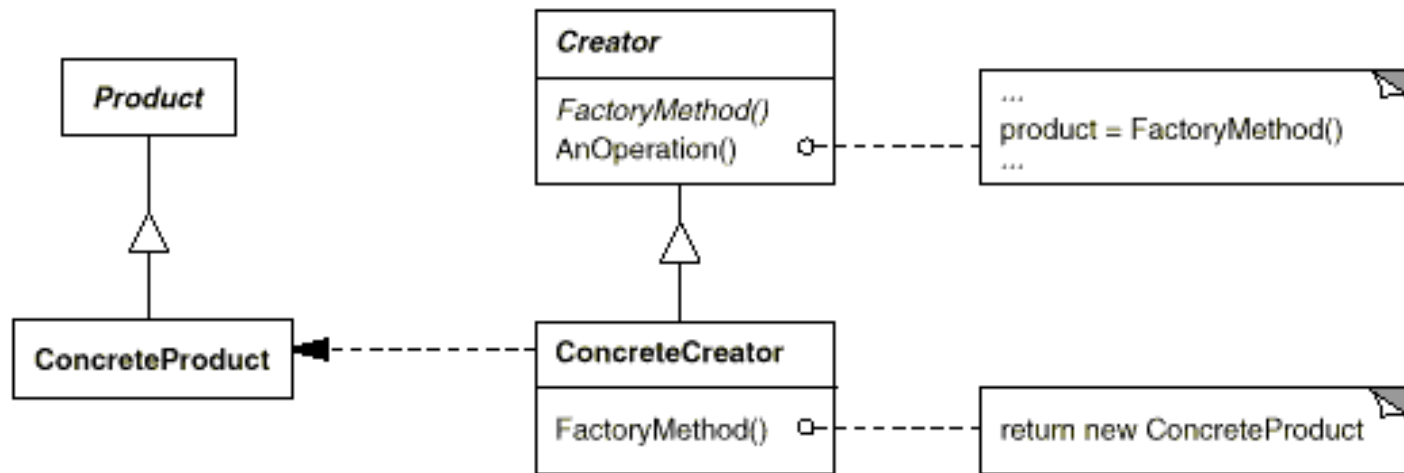 Product
ConcreteProduct
Creator
FactoryMethod()
AnOperation()
...
product = FactoryMethod()
...
ConcreteCreator
FactoryMethod()
return new ConcreteProduct